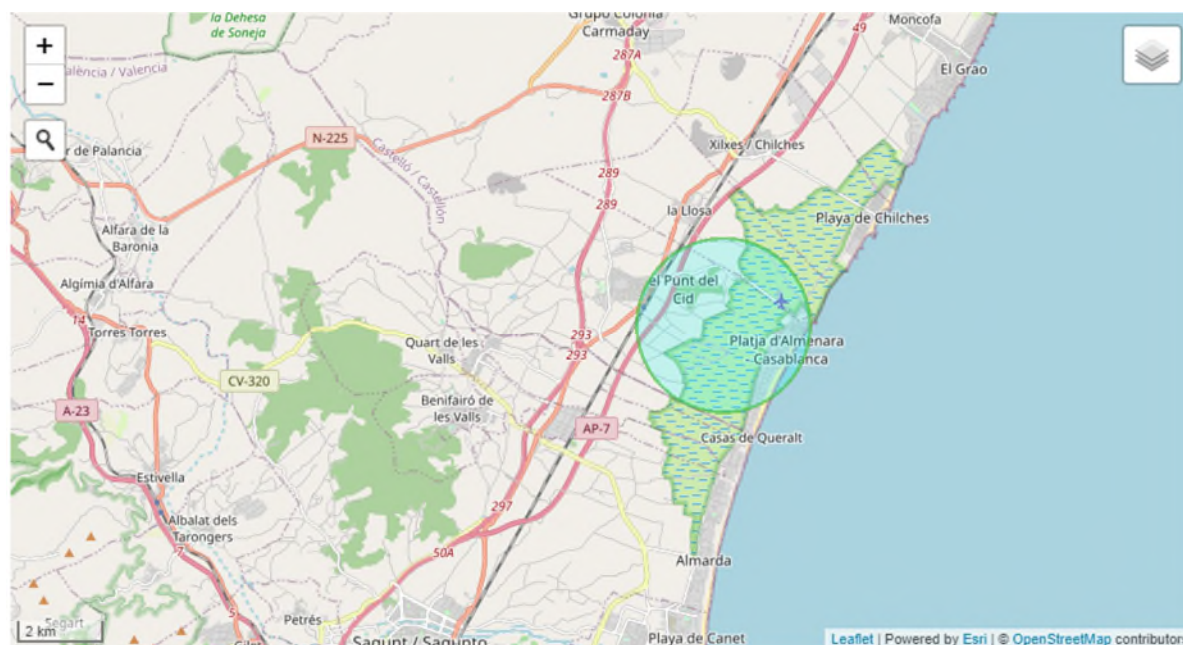 la Dehesa
de Soneja
Grupo Colonia
Carmaday
Moncofa
49
287A
El Grao
+
València / Valencia
−
287B
N-225
Xilxes / Chilches
de Palancia
Castelló / Castellón
289
289
la Llosa
Playa de Chilches
Alfara de la
Baronia
Algímia d'Alfara
el Punt del
Cid
14
Torres Torres
293
293
Quart de les
Valls
Platja d'Almenara
- Casablanca
CV-320
A-23
Benifairó de
les Valls
AP-7
Casas de Queralt
Estivella
297
Albalat dels
Tarongers
7
50A
Almarda
5
Petrés
Segart
2 km
Sagunt / Sagunto
Playa de Canet
Leaflet | Powered by Esri | © OpenStreetMap contributors